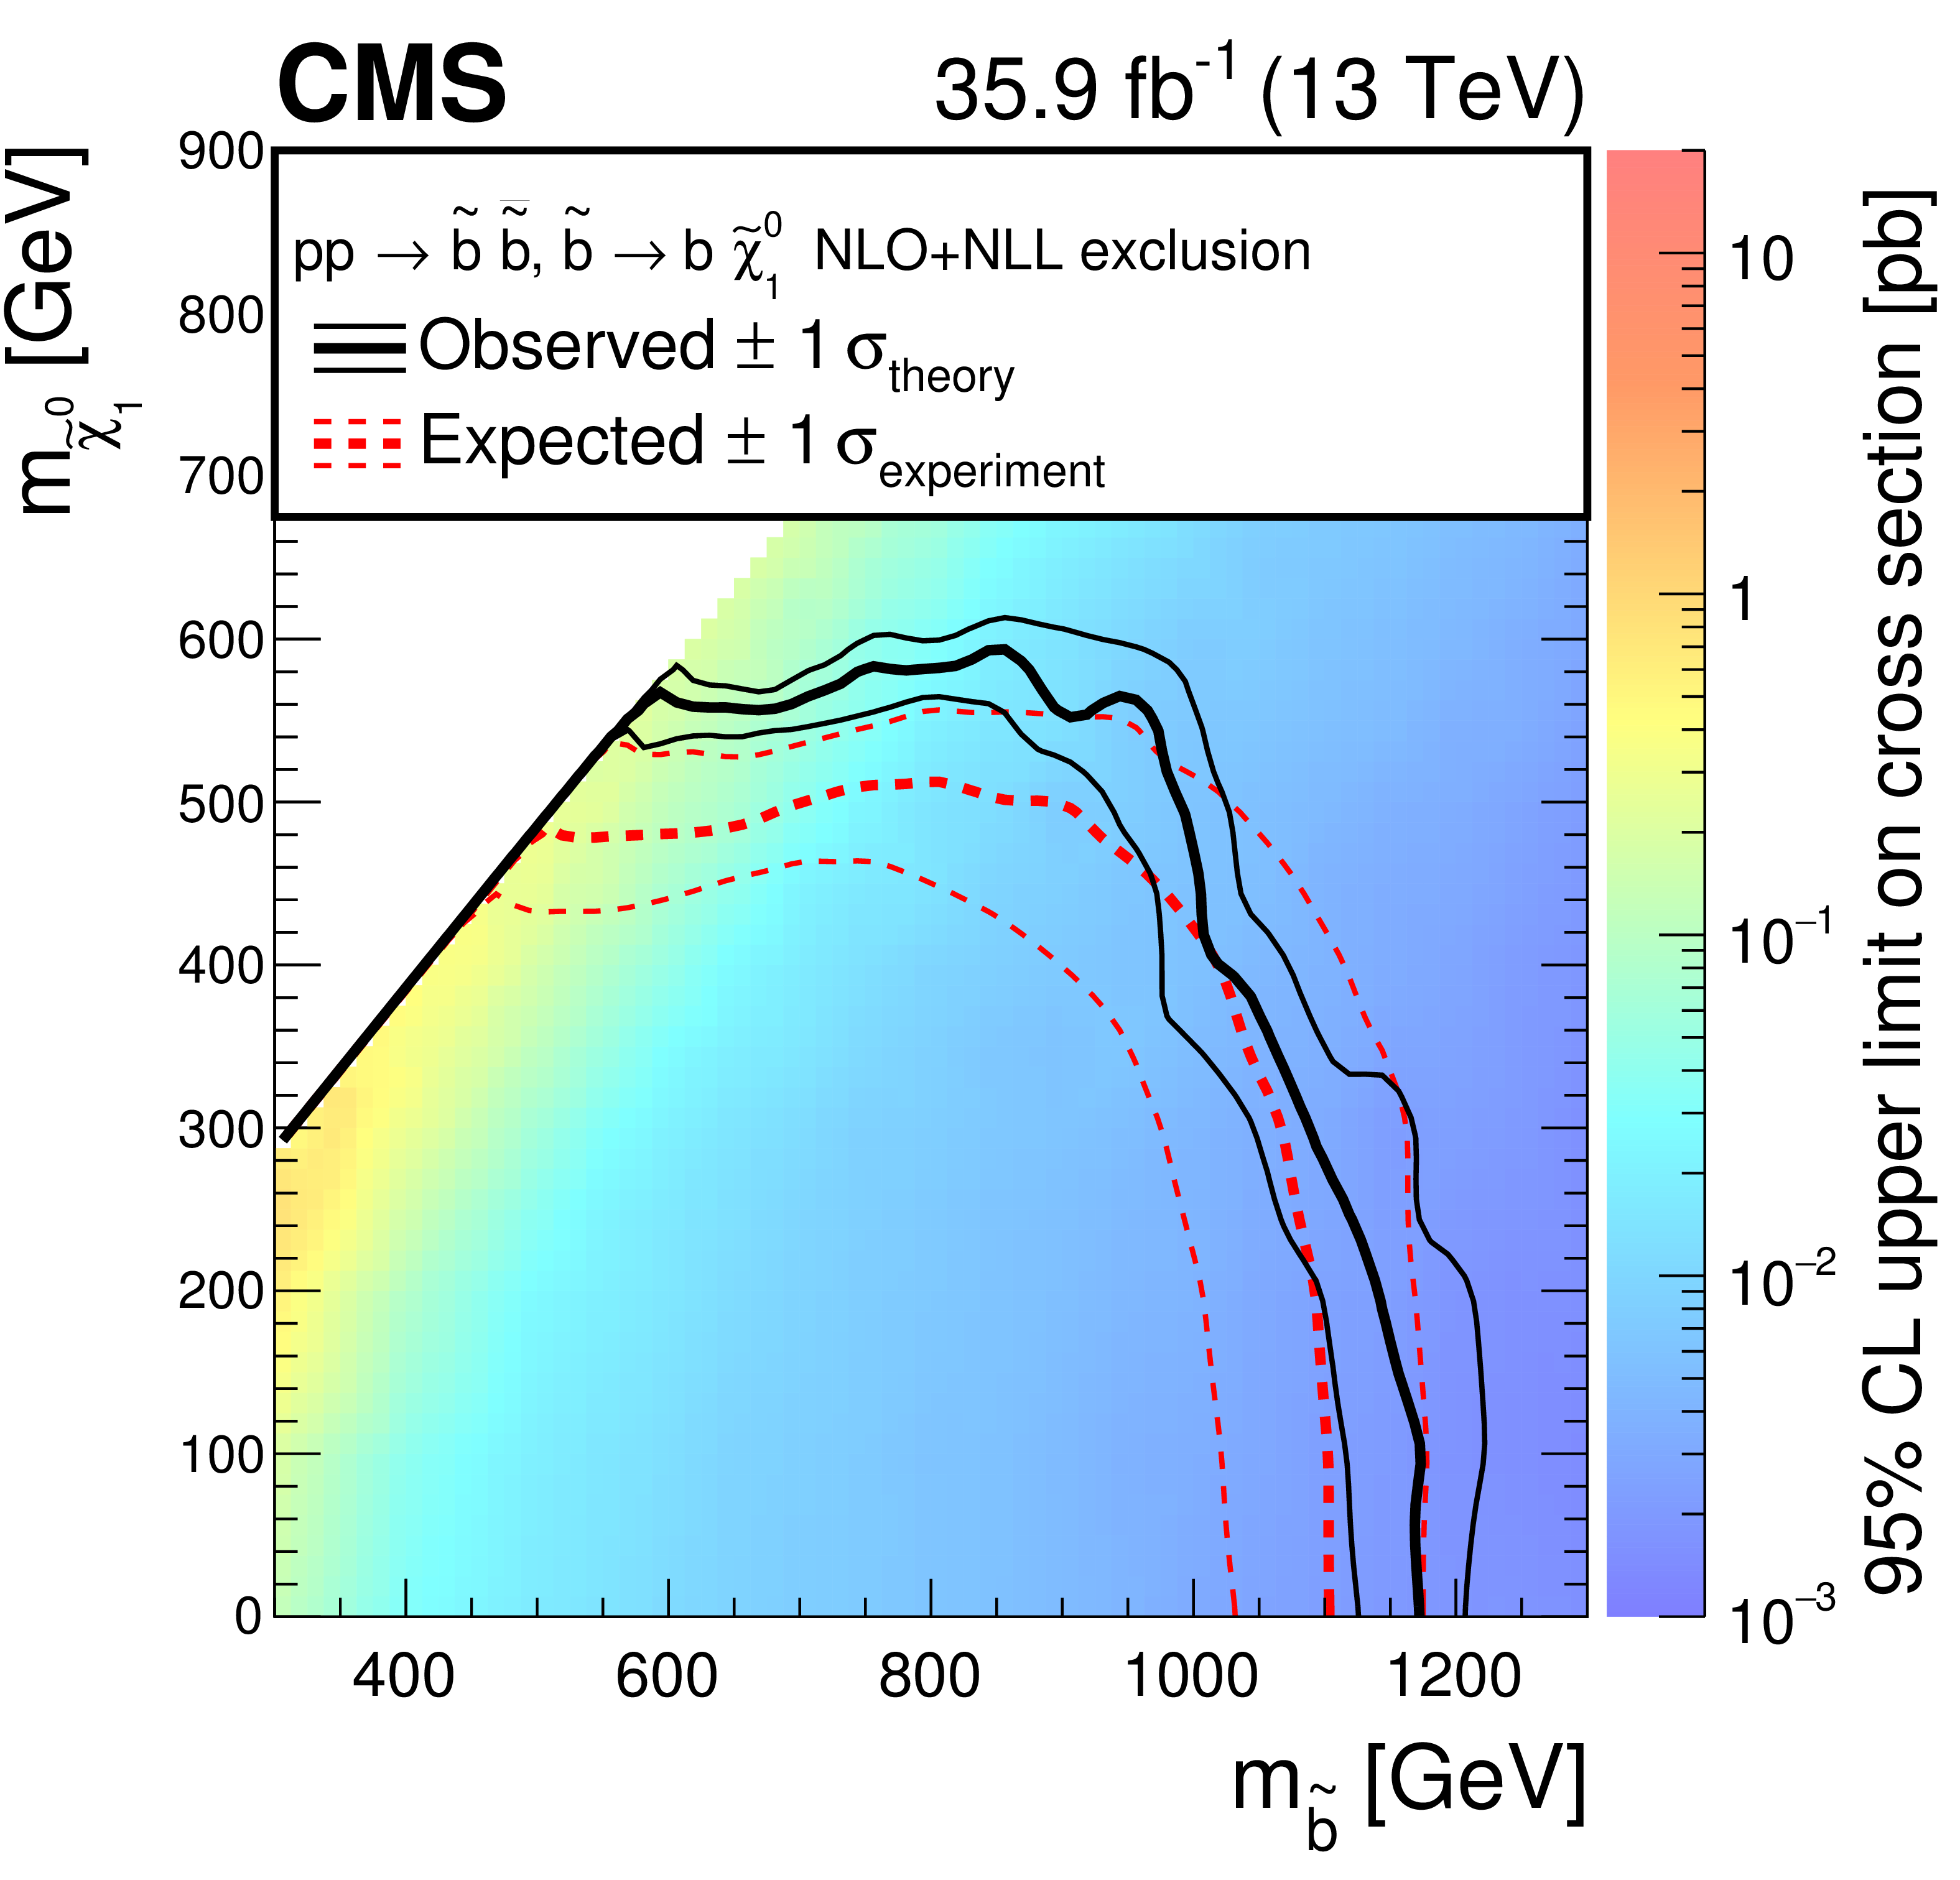 CMS 35.9 fb⁻¹ (13 TeV)
pp → b̃ b̃̅, b̃ → b χ̃⁰₁ NLO+NLL exclusion
Observed ± 1 σ_theory
Expected ± 1 σ_experiment
m_χ̃⁰₁ [GeV]
900
800
700
600
500
400
300
200
100
0
400 600 800 1000 1200
m_b̃ [GeV]
10
1
10⁻¹
10⁻²
10⁻³
95% CL upper limit on cross section [pb]